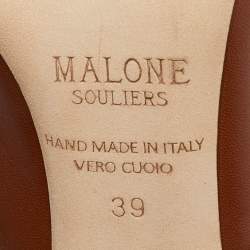 MALONE
SOULIERS
HAND MADE IN ITALY
VERO CUOIO
39